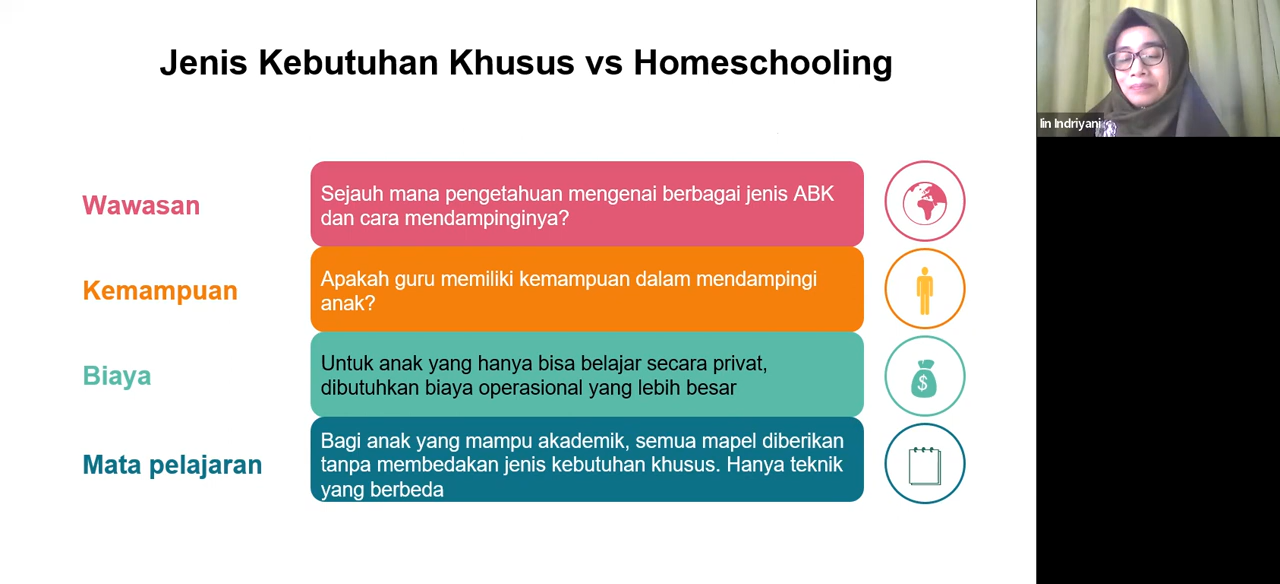 Jenis Kebutuhan Khusus vs Homeschooling
Iin Indriyani
Wawasan
Sejauh mana pengetahuan mengenai berbagai jenis ABK
dan cara mendampinginya?
Kemampuan
Apakah guru memiliki kemampuan dalam mendampingi
anak?
Biaya
Untuk anak yang hanya bisa belajar secara privat,
dibutuhkan biaya operasional yang lebih besar
$
Mata pelajaran
Bagi anak yang mampu akademik, semua mapel diberikan
tanpa membedakan jenis kebutuhan khusus. Hanya teknik
yang berbeda